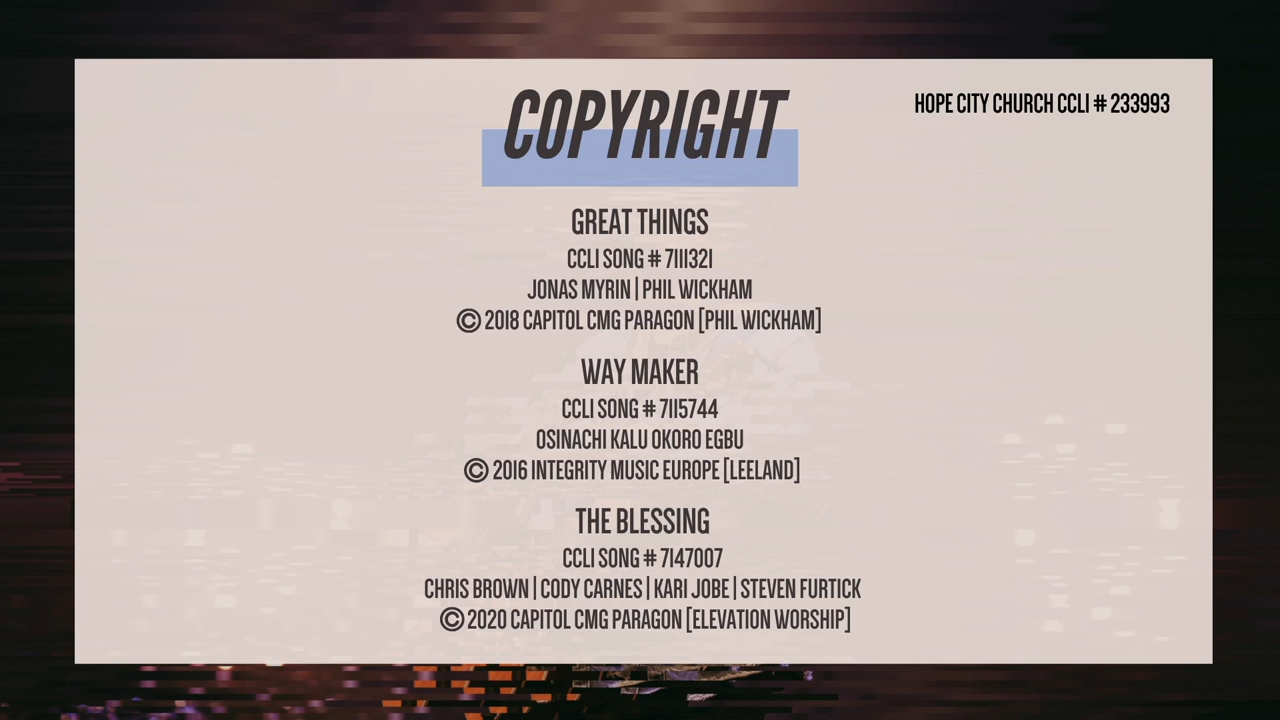 COPYRIGHT
HOPE CITY CHURCH CCLI # 233993
GREAT THINGS
CCLI SONG # 7111321
JONAS MYRIN | PHIL WICKHAM
© 2018 CAPITOL CMG PARAGON [PHIL WICKHAM]
WAY MAKER
CCLI SONG # 7115744
OSINACHI KALU OKORO EGBU
© 2016 INTEGRITY MUSIC EUROPE [LEELAND]
THE BLESSING
CCLI SONG # 7147007
CHRIS BROWN | CODY CARNES | KARI JOBE | STEVEN FURTICK
© 2020 CAPITOL CMG PARAGON [ELEVATION WORSHIP]